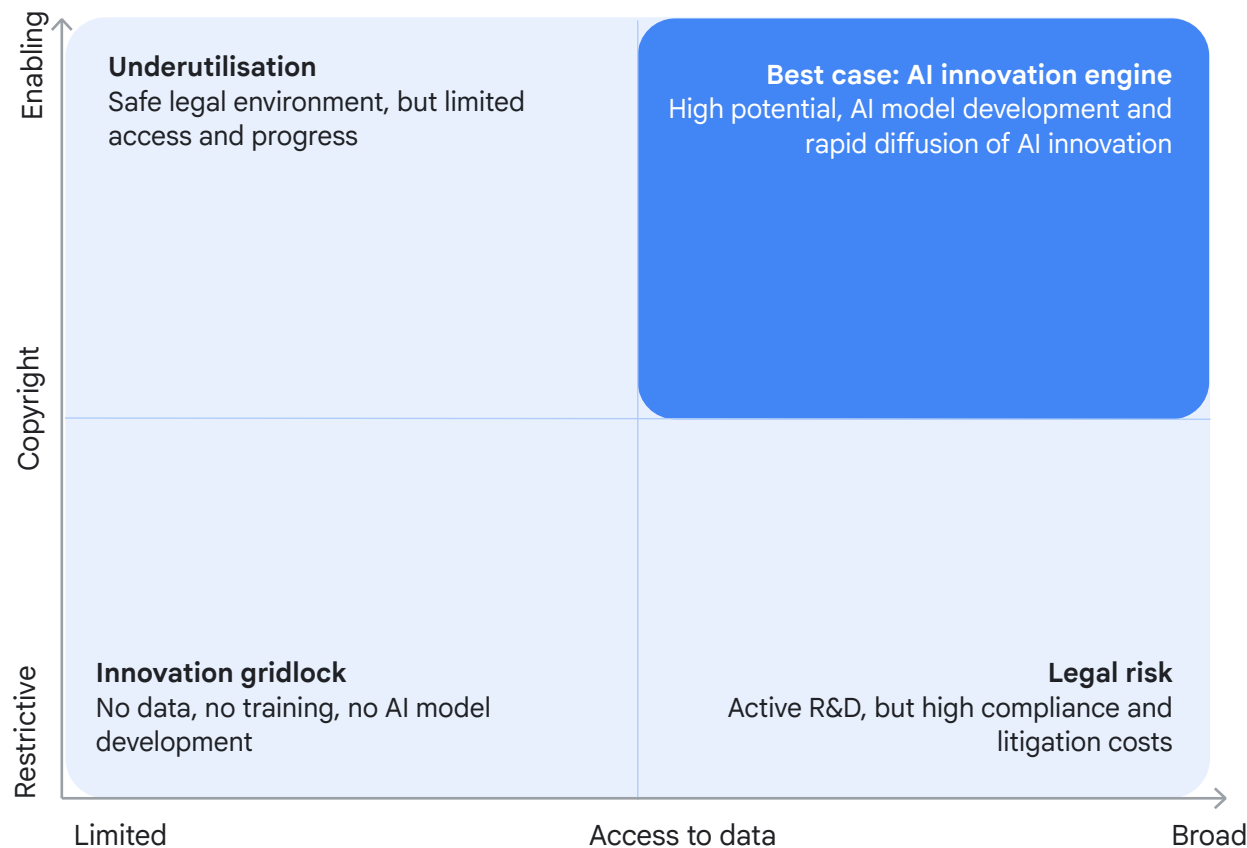 Enabling
Copyright
Restrictive
Underutilisation
Safe legal environment, but limited
access and progress
Best case: AI innovation engine
High potential, AI model development and
rapid diffusion of AI innovation
Innovation gridlock
No data, no training, no AI model
development
Legal risk
Active R&D, but high compliance and
litigation costs
Limited
Access to data
Broad